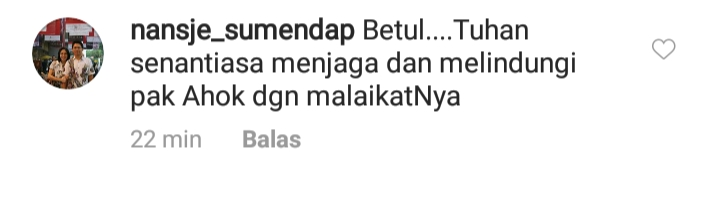 nansje_sumendap Betul....Tuhan
senantiasa menjaga dan melindungi
pak Ahok dgn malaikatNya
22 min Balas